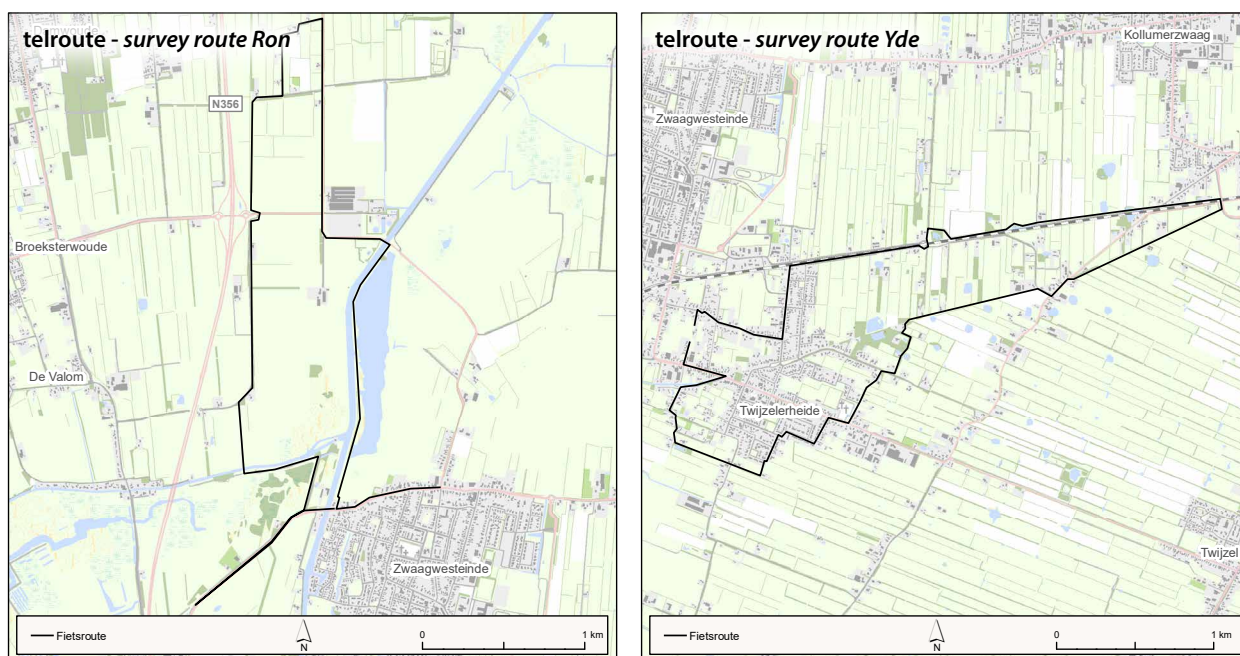 telroute - survey route Ron
N356
Broeksterwoude
De Valom
Zwaagwesteinde
Fietsroute
N
0
1 km
telroute - survey route Yde
Kollumerzwaag
Zwaagwesteinde
Twijzelerheide
Twijzel
Fietsroute
N
0
1 km